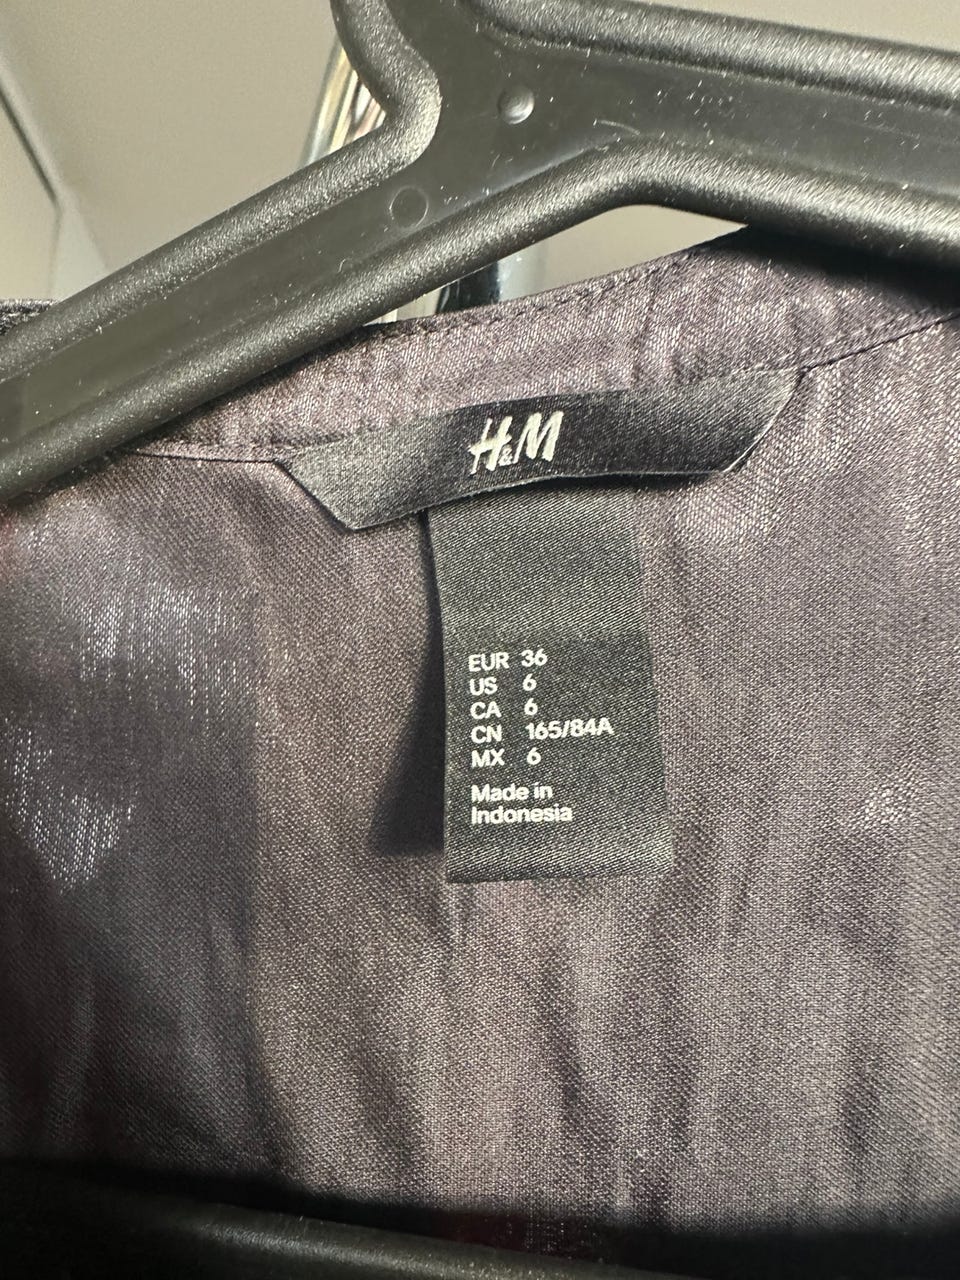 H&M
EUR 36
US 6
CA 6
CN 165/84A
MX 6
Made in
Indonesia